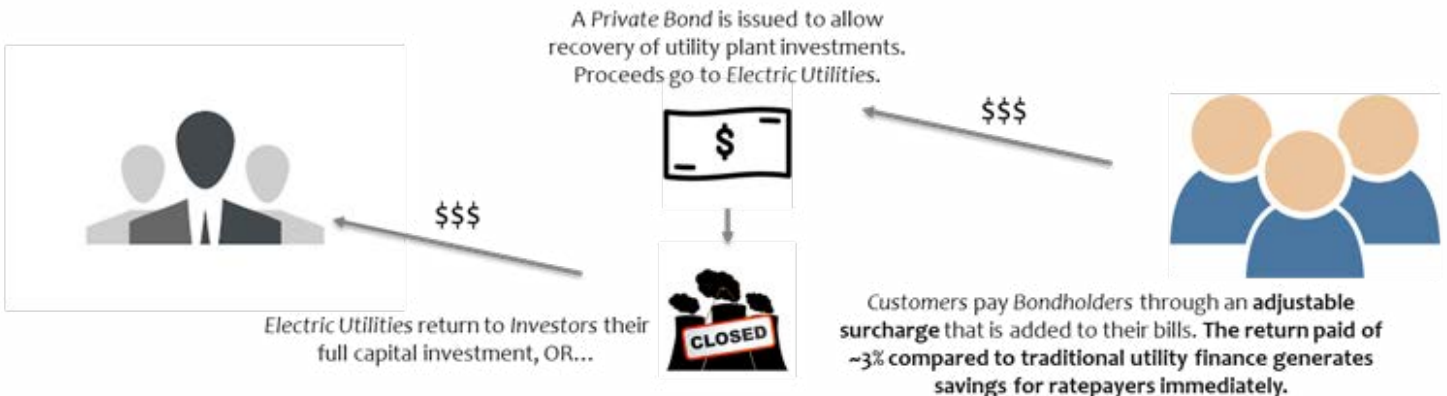 A Private Bond is issued to allow
recovery of utility plant investments.
Proceeds go to Electric Utilities.
$$$
$
$$$
CLOSED
Electric Utilities return to Investors their
full capital investment, OR…
Customers pay Bondholders through an adjustable
surcharge that is added to their bills. The return paid of
~3% compared to traditional utility finance generates
savings for ratepayers immediately.